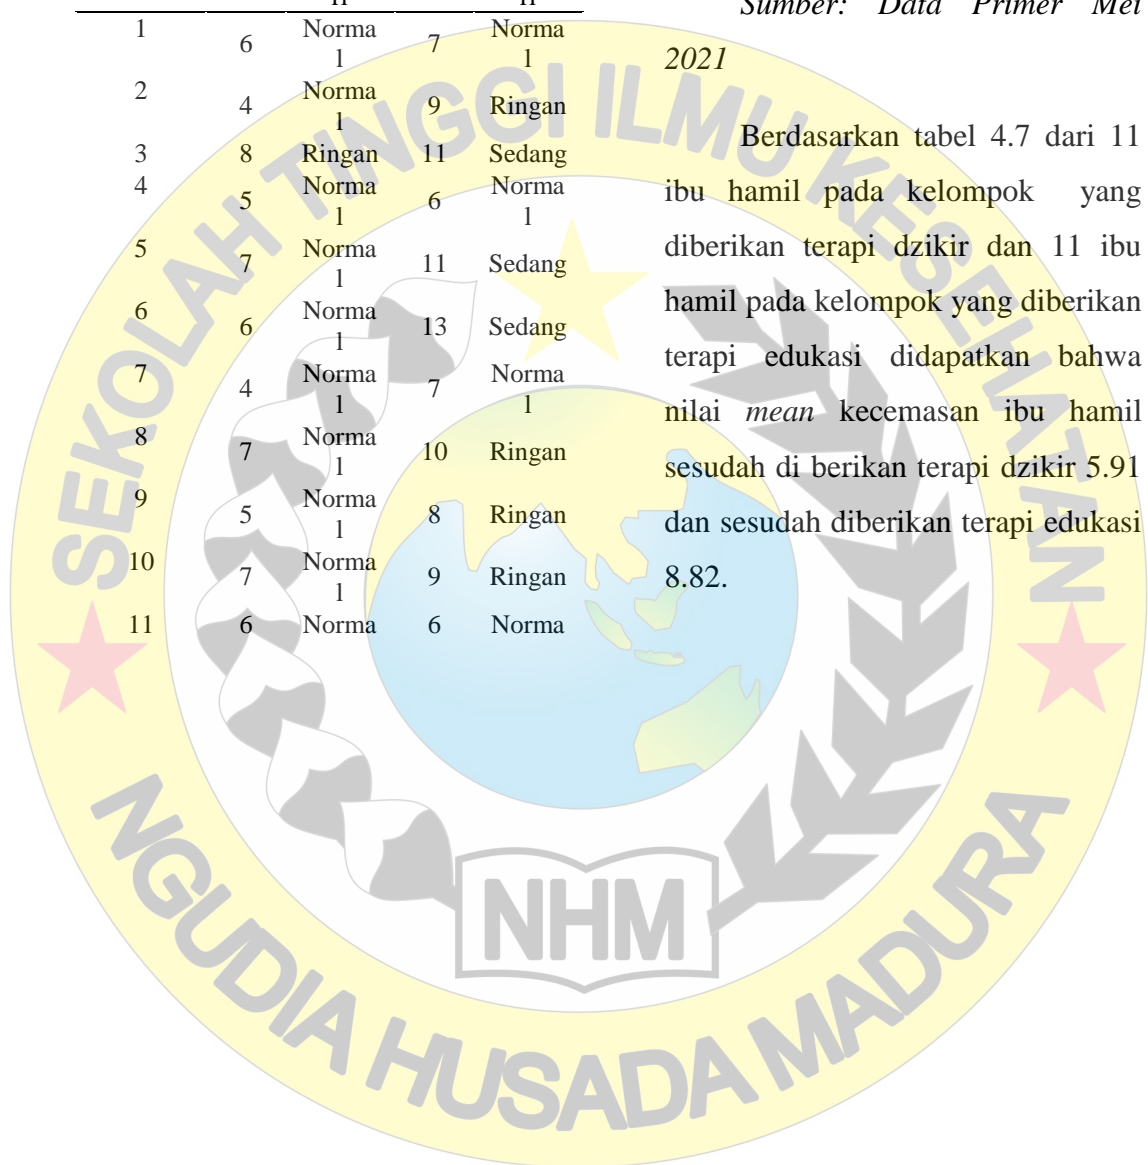 1 6 Norma 7 Norma
l l
2 4 Norma 9 Ringan
l
3 8 Ringan 11 Sedang
4 5 Norma 6 Norma
l l
5 7 Norma 11 Sedang
l
6 6 Norma 13 Sedang
l
7 4 Norma 7 Norma
l l
8 7 Norma 10 Ringan
l
9 5 Norma 8 Ringan
l
10 7 Norma 9 Ringan
l
11 6 Norma 6 Norma
Sumber: Data Primer Mei
2021
Berdasarkan tabel 4.7 dari 11
ibu hamil pada kelompok yang
diberikan terapi dzikir dan 11 ibu
hamil pada kelompok yang diberikan
terapi edukasi didapatkan bahwa
nilai mean kecemasan ibu hamil
sesudah di berikan terapi dzikir 5.91
dan sesudah diberikan terapi edukasi
8.82.
SEKOLAH TINGGI ILMU KESEHATAN
NHM
NGUDIA HUSADA MADURA